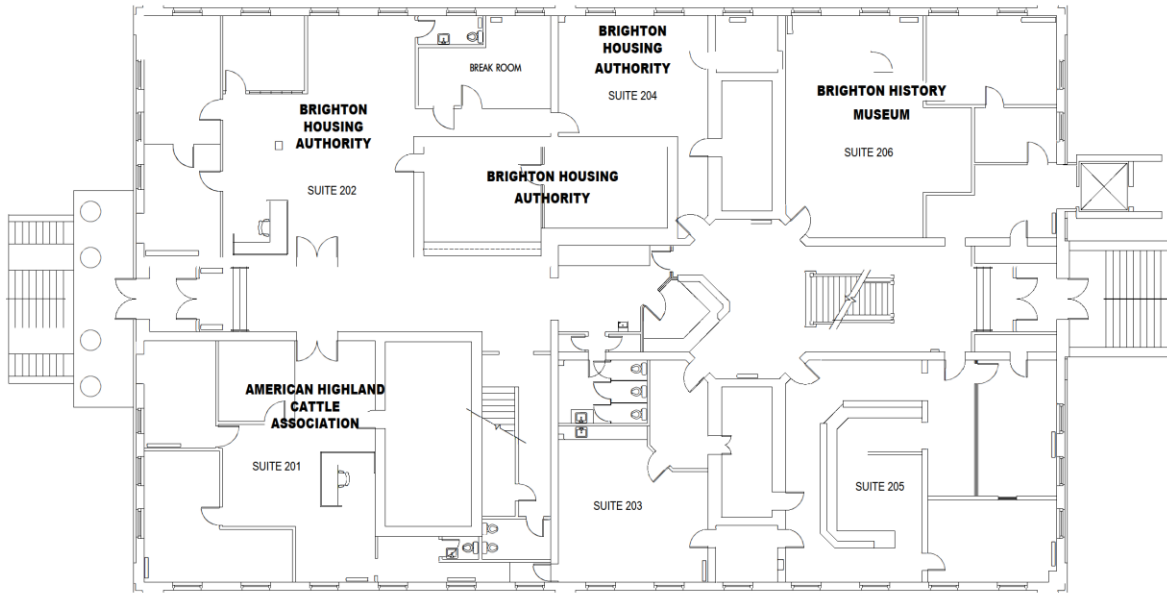 BREAK ROOM
BRIGHTON
HOUSING
AUTHORITY
SUITE 202
BRIGHTON
HOUSING
AUTHORITY
SUITE 204
BRIGHTON HOUSING
AUTHORITY
BRIGHTON HISTORY
MUSEUM
SUITE 206
AMERICAN HIGHLAND
CATTLE
ASSOCIATION
SUITE 201
SUITE 203
SUITE 205